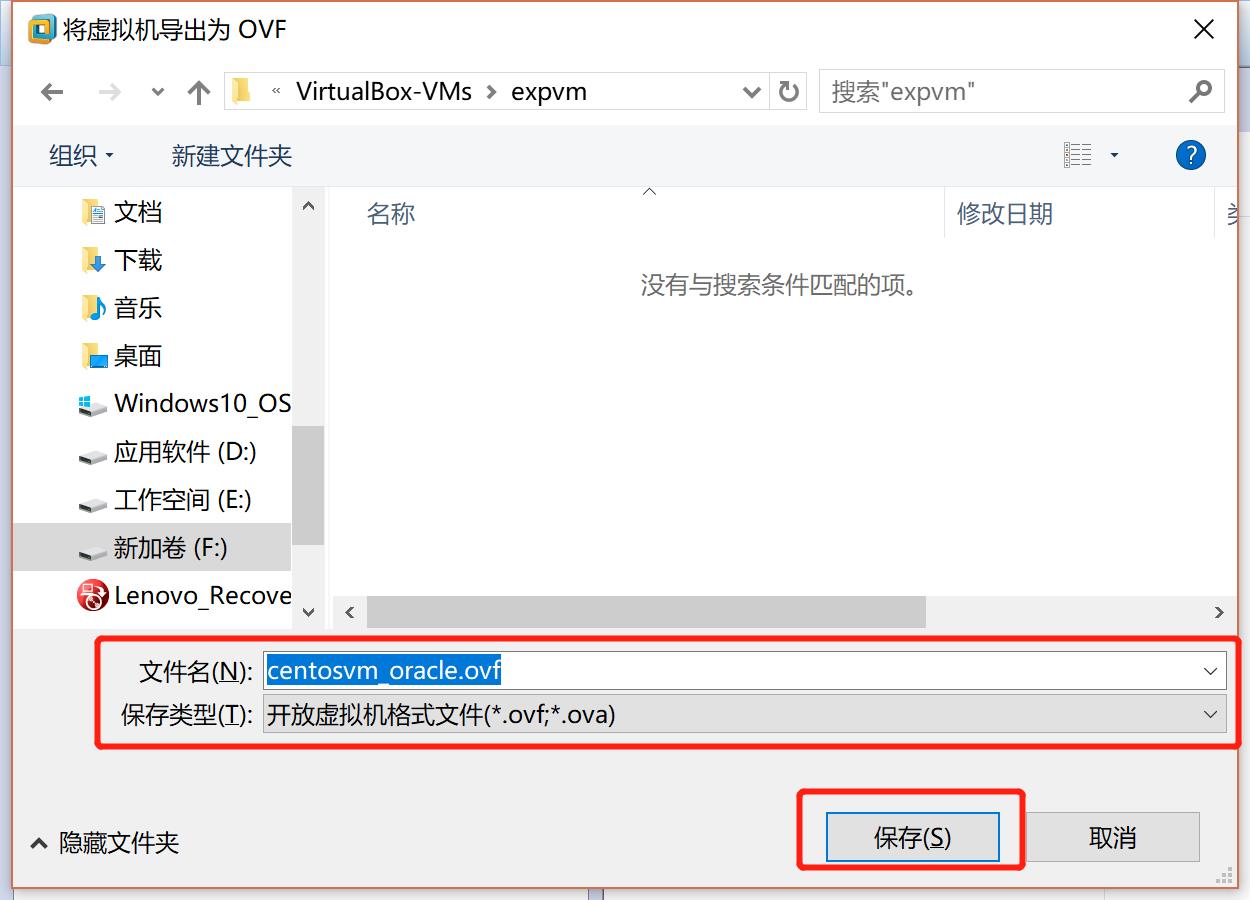 将虚拟机导出为 OVF
« VirtualBox-VMs > expvm
搜索"expvm"
组织
新建文件夹
?
名称
修改日期
没有与搜索条件匹配的项。
文档
下载
音乐
桌面
Windows10_OS
应用软件 (D:)
工作空间 (E:)
新加卷 (F:)
Lenovo_Recove
文件名(N):
centosvm_oracle.ovf
保存类型(T):
开放虚拟机格式文件(*.ovf;*.ova)
隐藏文件夹
保存(S)
取消